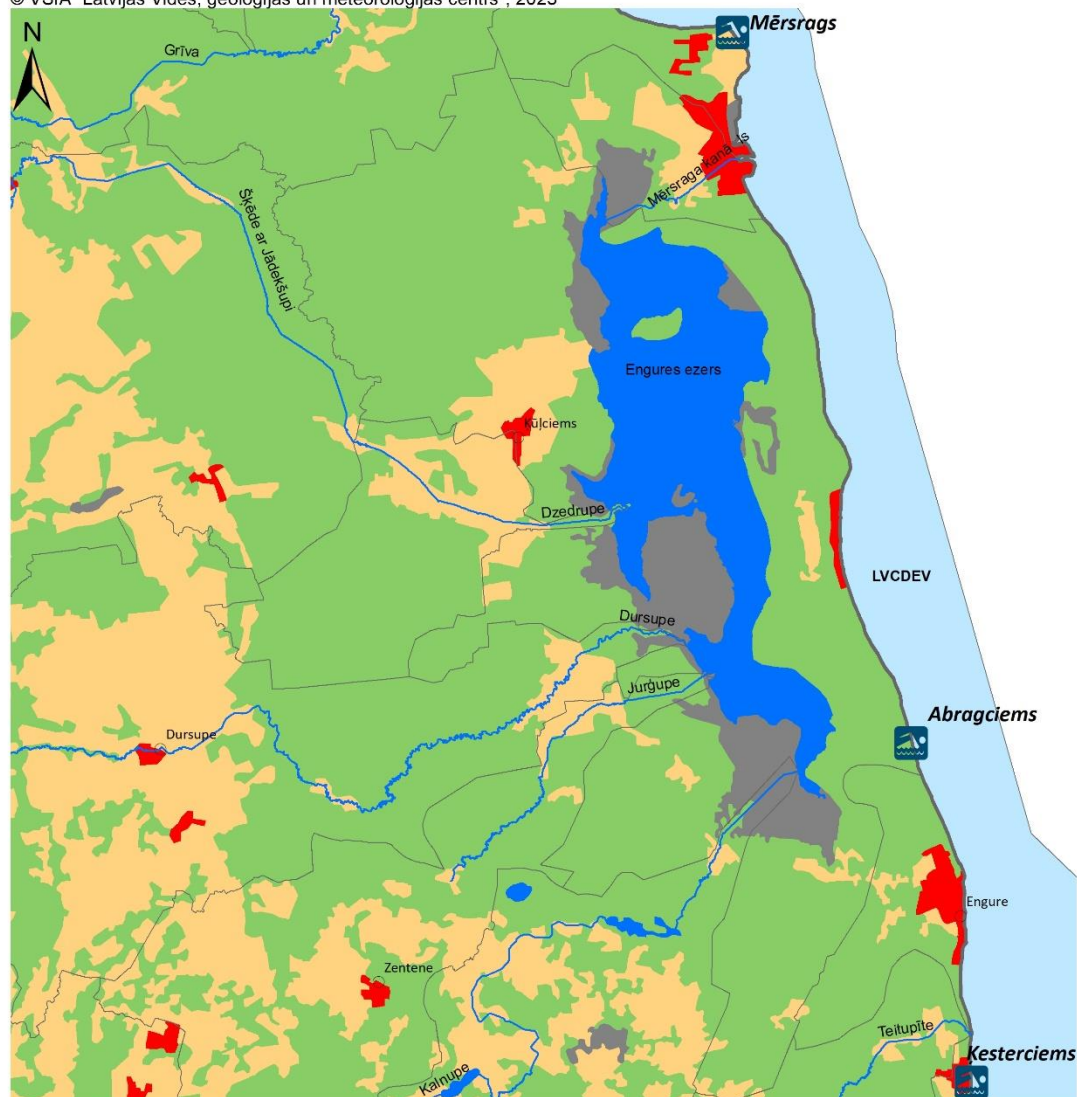 © VSIA "Latvijas Vides, ģeoloģijas un meteoroloģijas centrs", 2023
N
Mērsrags
Grīva
Mērsraga kanāls
Šķēde ar Jādekšupi
Engures ezers
Kūļciems
Dzedrupe
LVCDEV
Dursupe
Jurģupe
Abragciems
Dursupe
Engure
Zentene
Teitupīte
Kesterciems
Kalnupe